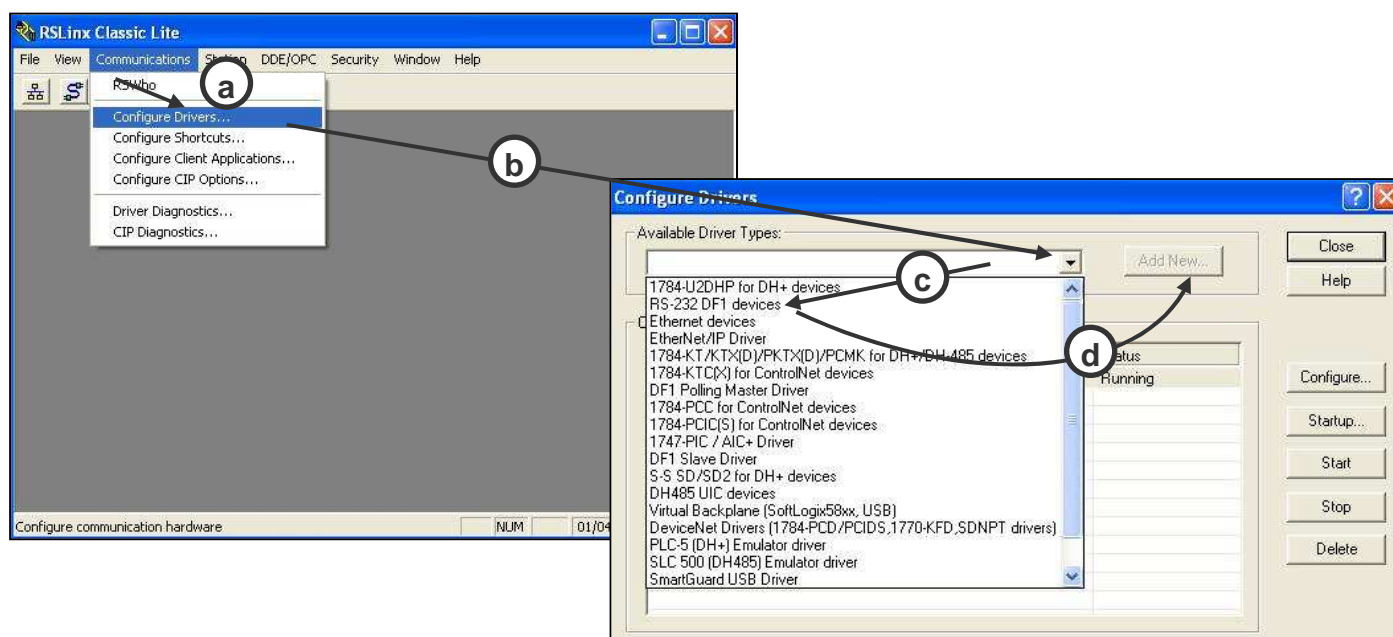 RSLinx Classic Lite
File View Communications Station DDE/OPC Security Window Help
RSWho
a
Configure Drivers...
Configure Shortcuts...
Configure Client Applications...
Configure CIP Options...
Driver Diagnostics...
CIP Diagnostics...
b
Configure communication hardware
NUM
01/04
Configure Drivers
Available Driver Types:
Add New...
Close
Help
c
1784-U2DHP for DH+ devices
RS-232 DF1 devices
Ethernet devices
EtherNet/IP Driver
1784-KT/KTX(D)/PKTX(D)/PCMK for DH+/DH-485 devices
1784-KTC(X) for ControlNet devices
DF1 Polling Master Driver
1784-PCC for ControlNet devices
1784-PCIC(S) for ControlNet devices
1747-PIC / AIC+ Driver
DF1 Slave Driver
S-S SD/SD2 for DH+ devices
DH485 UIC devices
Virtual Backplane (SoftLogix58xx, USB)
DeviceNet Drivers (1784-PCD/PCIDS,1770-KFD,SDNPT drivers)
PLC-5 (DH+) Emulator driver
SLC 500 (DH485) Emulator driver
SmartGuard USB Driver
d
Running
Configure...
Startup...
Start
Stop
Delete